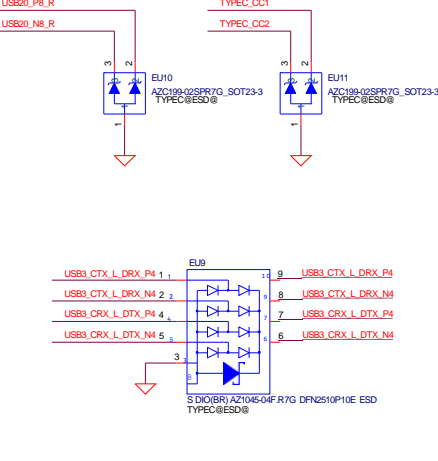 USB20_P8_R
TYPEC_CC1
USB20_N8_R
TYPEC_CC2
3
2
3
2
EU10
EU11
AZC199-02SPR7G_SOT23-3
AZC199-02SPR7G_SOT23-3
TYPEC@ESD@
TYPEC@ESD@
1
1
EU9
USB3_CTX_L_DRX_P4 1 1
10 9 USB3_CTX_L_DRX_P4
USB3_CTX_L_DRX_N4 2 2
9 8 USB3_CTX_L_DRX_N4
USB3_CRX_L_DTX_P4 4 4
7 7 USB3_CRX_L_DTX_P4
USB3_CRX_L_DTX_N4 5 5
6 6 USB3_CRX_L_DTX_N4
3 3
8
S DIO(BR) AZ1045-04F.R7G DFN2510P10E ESD
TYPEC@ESD@